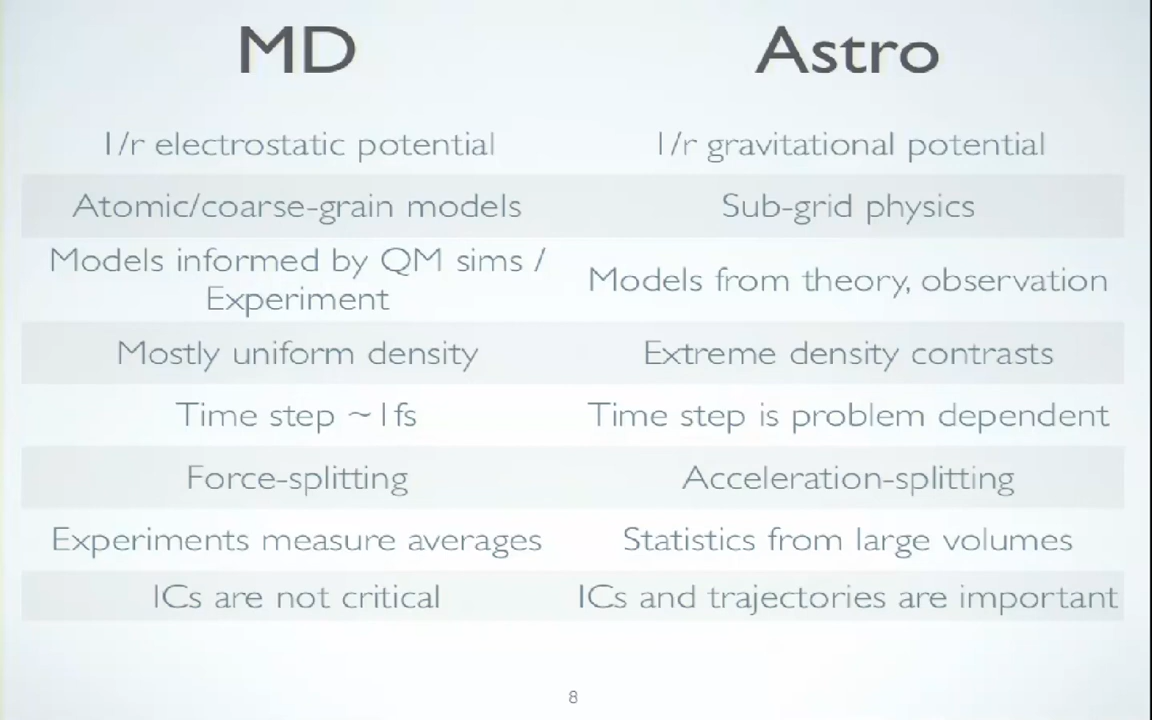 MD Astro
1/r electrostatic potential 1/r gravitational potential
Atomic/coarse-grain models Sub-grid physics
Models informed by QM sims /
Experiment Models from theory, observation
Mostly uniform density Extreme density contrasts
Time step ~1fs Time step is problem dependent
Force-splitting Acceleration-splitting
Experiments measure averages Statistics from large volumes
ICs are not critical ICs and trajectories are important
8